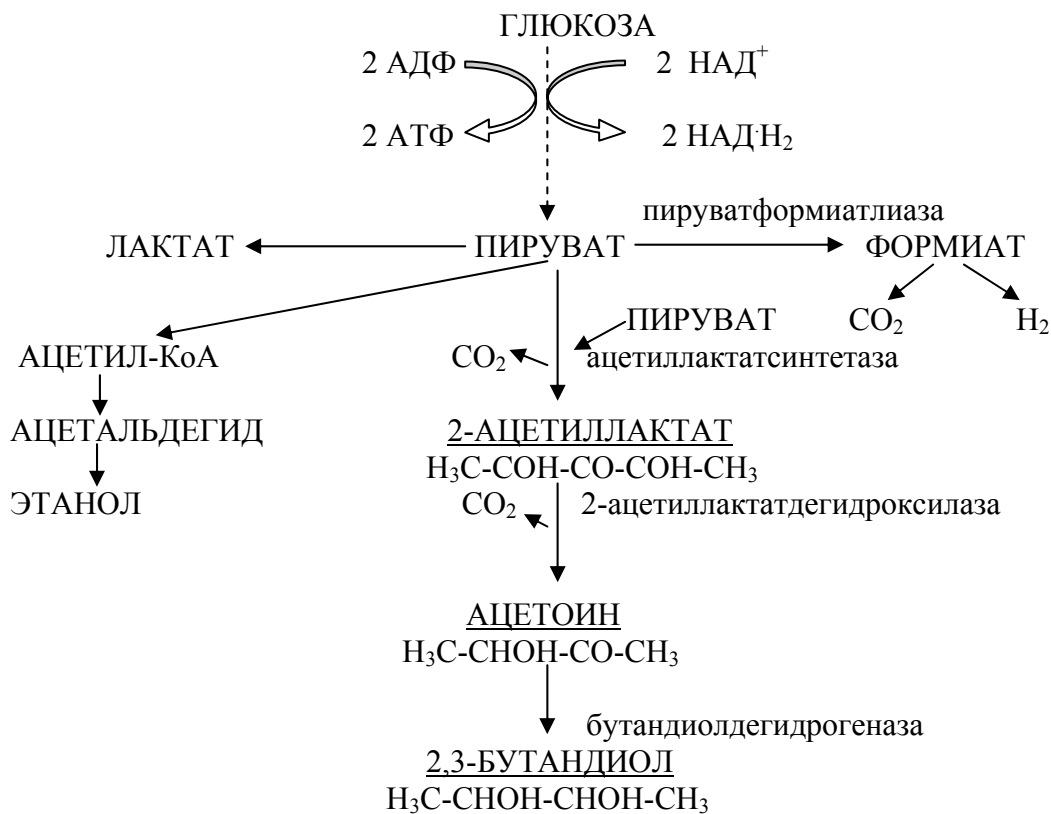 ГЛЮКОЗА
2 АДФ 2 НАД⁺
2 АТФ 2 НАД·H₂
пируватформиатлиаза
ЛАКТАТ ПИРУВАТ ФОРМИАТ
ПИРУВАТ CO₂ H₂
АЦЕТИЛ-КоА CO₂ ацетиллактатсинтетаза
АЦЕТАЛЬДЕГИД 2-АЦЕТИЛЛАКТАТ
H₃C-COH-CO-COH-CH₃
ЭТАНОЛ CO₂ 2-ацетиллактатдегидроксилаза
АЦЕТОИН
H₃C-CHOH-CO-CH₃
бутандиолдегидрогеназа
2,3-БУТАНДИОЛ
H₃C-CHOH-CHOH-CH₃